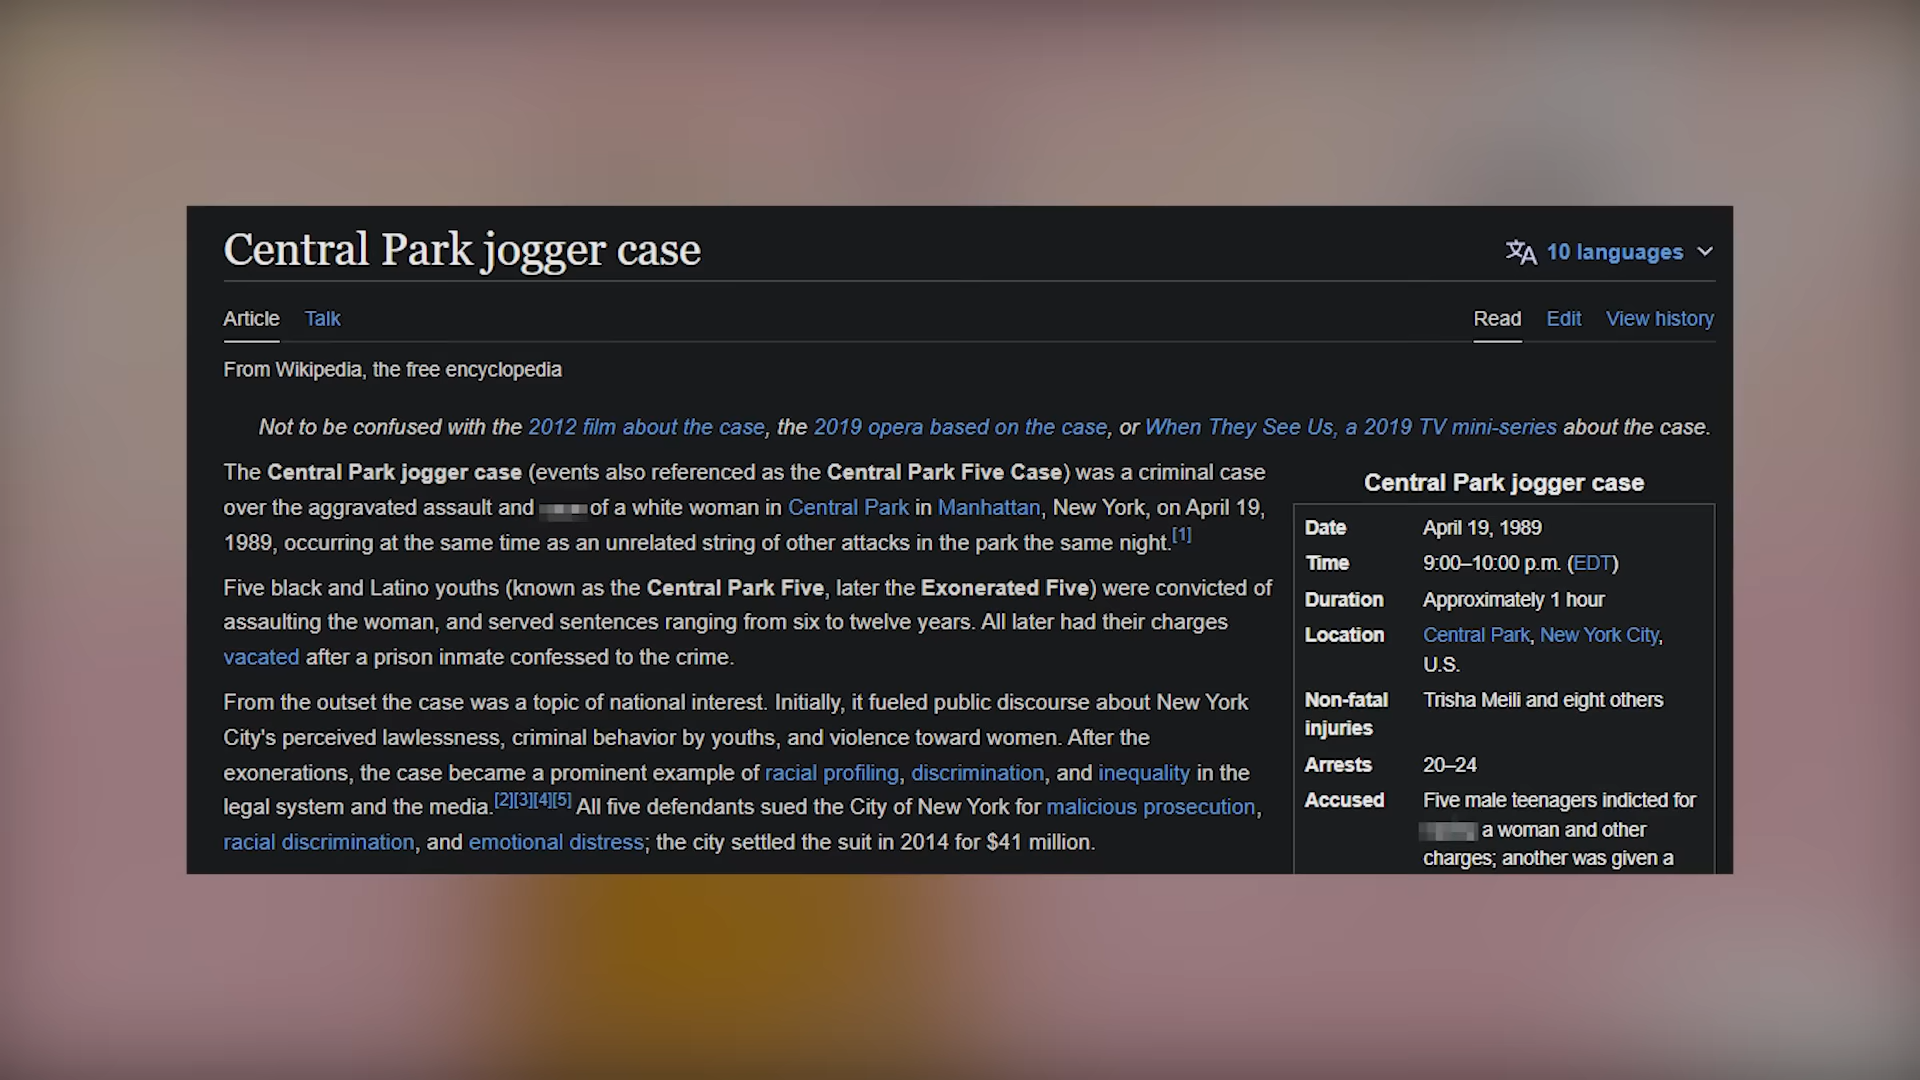 Central Park jogger case
10 languages
Article Talk
Read Edit View history
From Wikipedia, the free encyclopedia
Not to be confused with the 2012 film about the case, the 2019 opera based on the case, or When They See Us, a 2019 TV mini-series about the case.
The Central Park jogger case (events also referenced as the Central Park Five Case) was a criminal case
over the aggravated assault and of a white woman in Central Park in Manhattan, New York, on April 19,
1989, occurring at the same time as an unrelated string of other attacks in the park the same night.[1]
Five black and Latino youths (known as the Central Park Five, later the Exonerated Five) were convicted of
assaulting the woman, and served sentences ranging from six to twelve years. All later had their charges
vacated after a prison inmate confessed to the crime.
From the outset the case was a topic of national interest. Initially, it fueled public discourse about New York
City's perceived lawlessness, criminal behavior by youths, and violence toward women. After the
exonerations, the case became a prominent example of racial profiling, discrimination, and inequality in the
legal system and the media.[2][3][4][5] All five defendants sued the City of New York for malicious prosecution,
racial discrimination, and emotional distress; the city settled the suit in 2014 for $41 million.
Central Park jogger case
Date April 19, 1989
Time 9:00–10:00 p.m. (EDT)
Duration Approximately 1 hour
Location Central Park, New York City,
U.S.
Non-fatal Trisha Meili and eight others
injuries
Arrests 20–24
Accused Five male teenagers indicted for
a woman and other
charges; another was given a